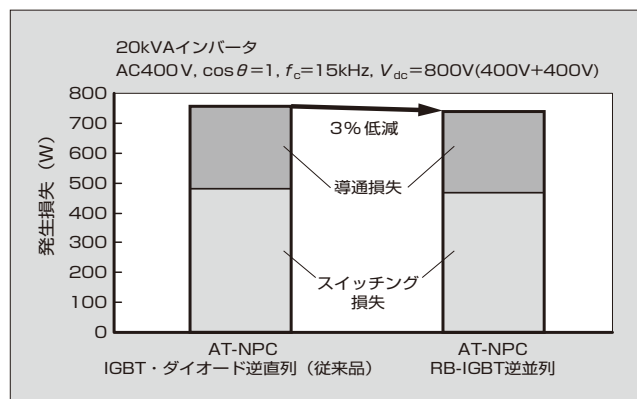 20kVAインバータ
AC400V, cosθ=1, fc=15kHz, Vdc=800V(400V+400V)
発生損失(W)
800
700
600
500
400
300
200
100
0
3%低減
導通損失
スイッチング
損失
AT-NPC
IGBT・ダイオード逆直列（従来品）
AT-NPC
RB-IGBT逆並列